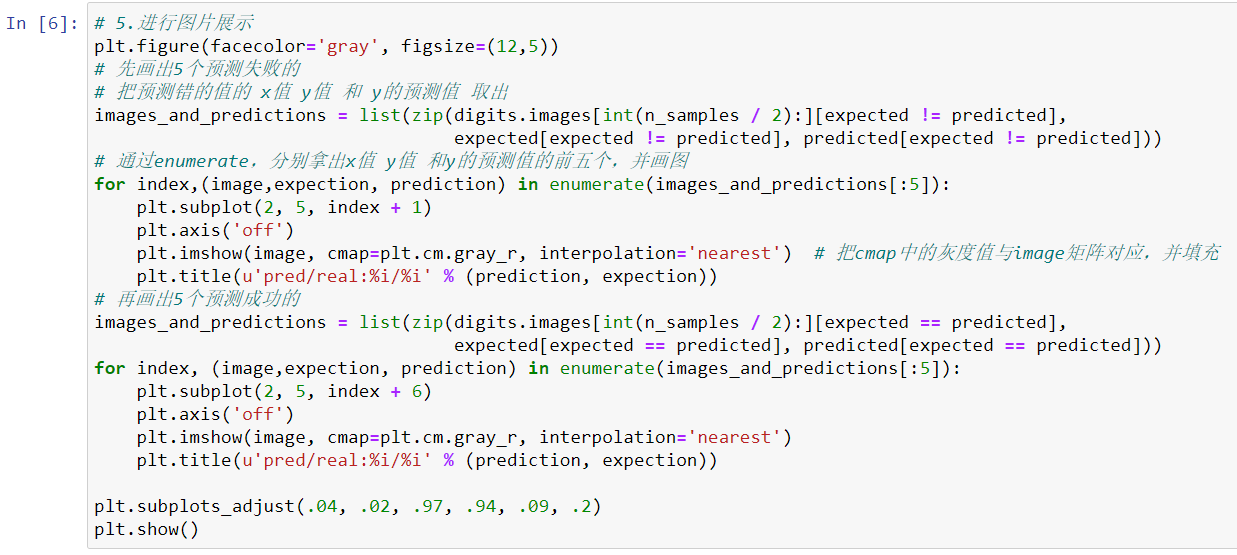 In [6]: # 5.进行图片展示
plt.figure(facecolor='gray', figsize=(12,5))
# 先画出5个预测失败的
# 把预测错的值的 x值 y值 和 y的预测值 取出
images_and_predictions = list(zip(digits.images[int(n_samples / 2):][expected != predicted],
                                  expected[expected != predicted], predicted[expected != predicted]))
# 通过enumerate，分别拿出x值 y值 和y的预测值的前五个，并画图
for index,(image,expection, prediction) in enumerate(images_and_predictions[:5]):
    plt.subplot(2, 5, index + 1)
    plt.axis('off')
    plt.imshow(image, cmap=plt.cm.gray_r, interpolation='nearest')  # 把cmap中的灰度值与image矩阵对应，并填充
    plt.title(u'pred/real:%i/%i' % (prediction, expection))
# 再画出5个预测成功的
images_and_predictions = list(zip(digits.images[int(n_samples / 2):][expected == predicted],
                                  expected[expected == predicted], predicted[expected == predicted]))
for index, (image,expection, prediction) in enumerate(images_and_predictions[:5]):
    plt.subplot(2, 5, index + 6)
    plt.axis('off')
    plt.imshow(image, cmap=plt.cm.gray_r, interpolation='nearest')
    plt.title(u'pred/real:%i/%i' % (prediction, expection))

plt.subplots_adjust(.04, .02, .97, .94, .09, .2)
plt.show()